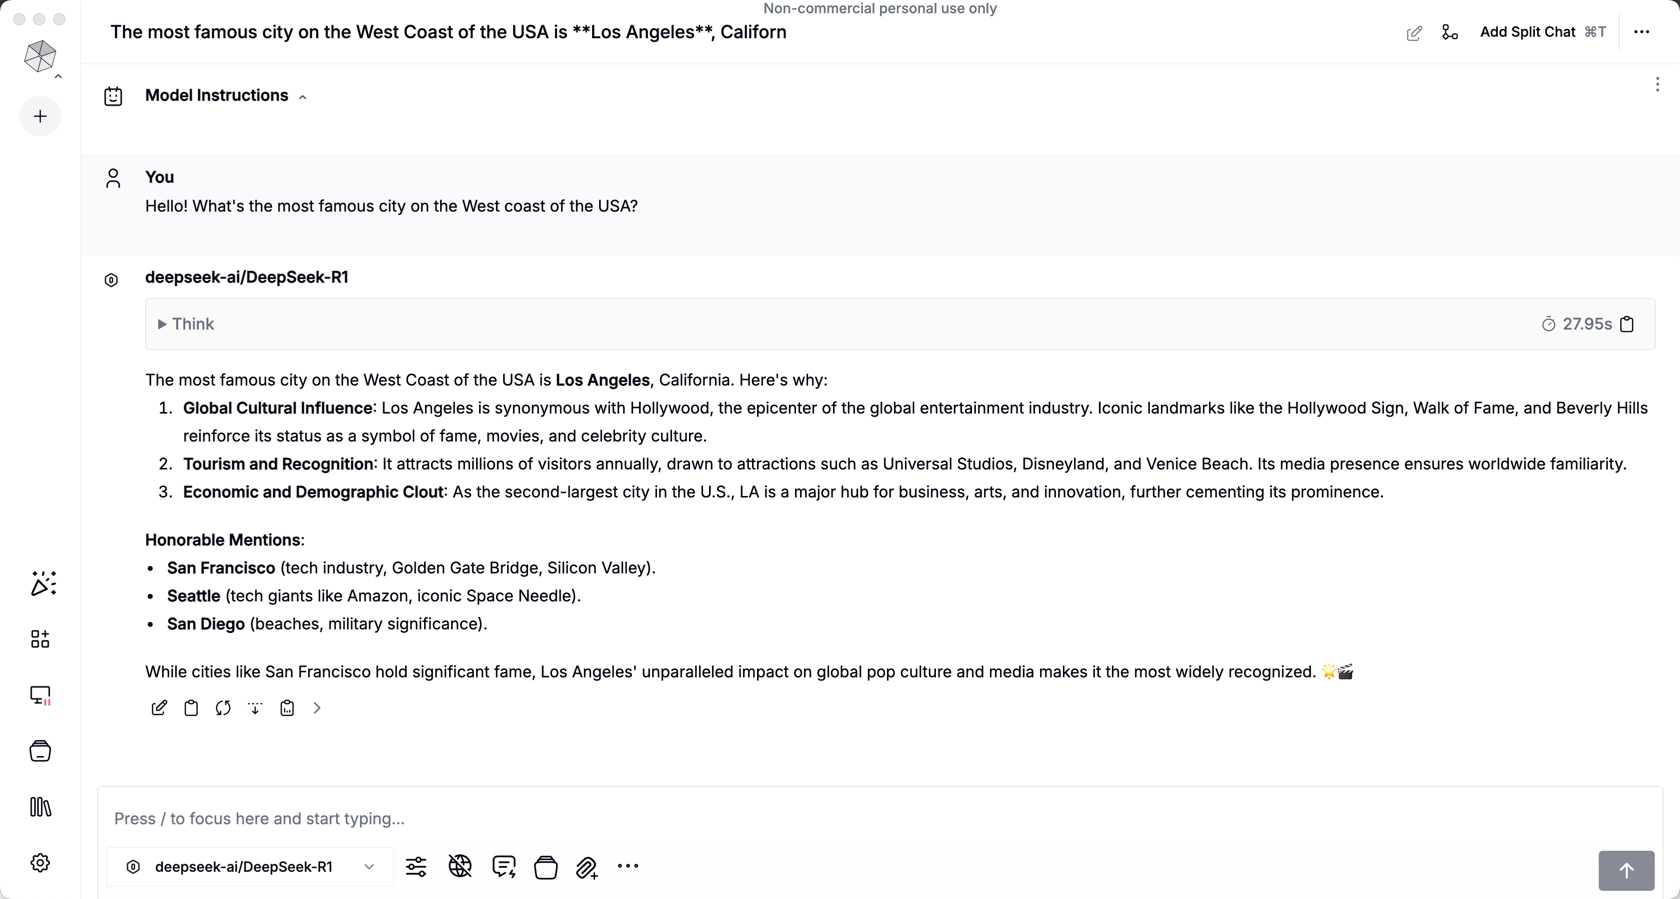 Non-commercial personal use only
The most famous city on the West Coast of the USA is **Los Angeles**, Californ
Add Split Chat ⌘T
Model Instructions
You
Hello! What's the most famous city on the West coast of the USA?
deepseek-ai/DeepSeek-R1
Think
27.95s
The most famous city on the West Coast of the USA is Los Angeles, California. Here's why:
1. Global Cultural Influence: Los Angeles is synonymous with Hollywood, the epicenter of the global entertainment industry. Iconic landmarks like the Hollywood Sign, Walk of Fame, and Beverly Hills
reinforce its status as a symbol of fame, movies, and celebrity culture.
2. Tourism and Recognition: It attracts millions of visitors annually, drawn to attractions such as Universal Studios, Disneyland, and Venice Beach. Its media presence ensures worldwide familiarity.
3. Economic and Demographic Clout: As the second-largest city in the U.S., LA is a major hub for business, arts, and innovation, further cementing its prominence.
Honorable Mentions:
• San Francisco (tech industry, Golden Gate Bridge, Silicon Valley).
• Seattle (tech giants like Amazon, iconic Space Needle).
• San Diego (beaches, military significance).
While cities like San Francisco hold significant fame, Los Angeles' unparalleled impact on global pop culture and media makes it the most widely recognized. 🌟🎬
Press / to focus here and start typing...
deepseek-ai/DeepSeek-R1